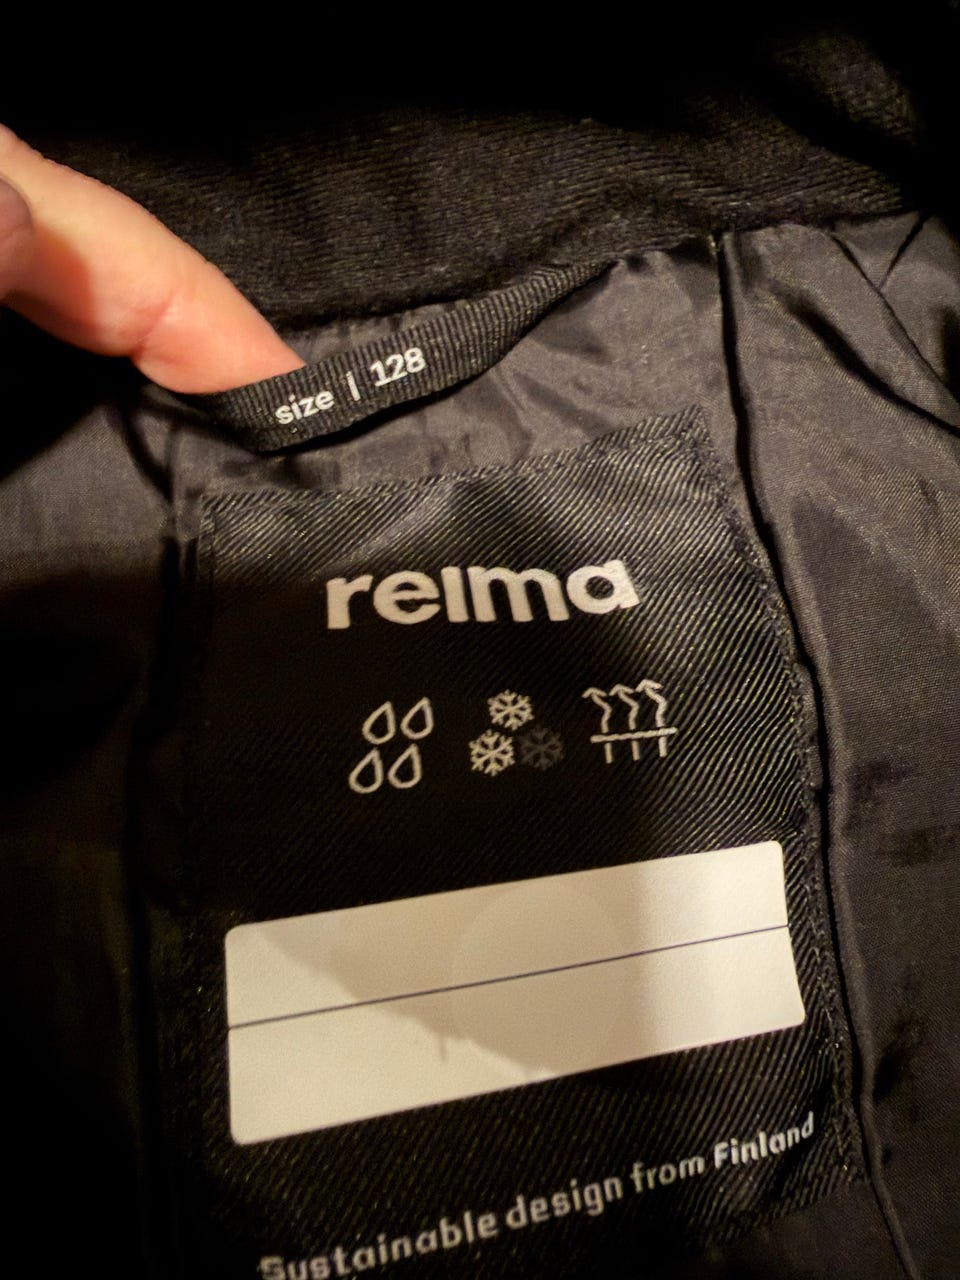 size | 128
reima
Sustainable design from Finland